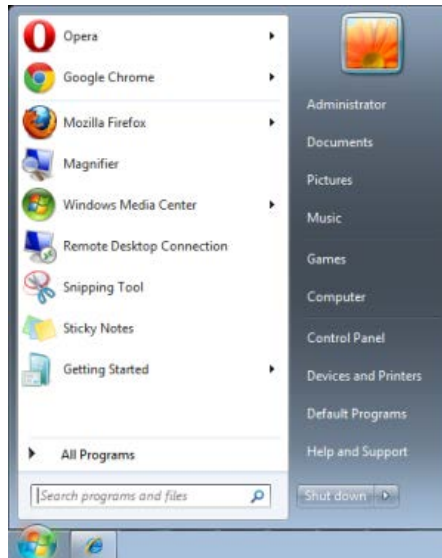 Opera
Google Chrome
Mozilla Firefox
Magnifier
Windows Media Center
Remote Desktop Connection
Snipping Tool
Sticky Notes
Getting Started
All Programs
Search programs and files
Administrator
Documents
Pictures
Music
Games
Computer
Control Panel
Devices and Printers
Default Programs
Help and Support
Shut down